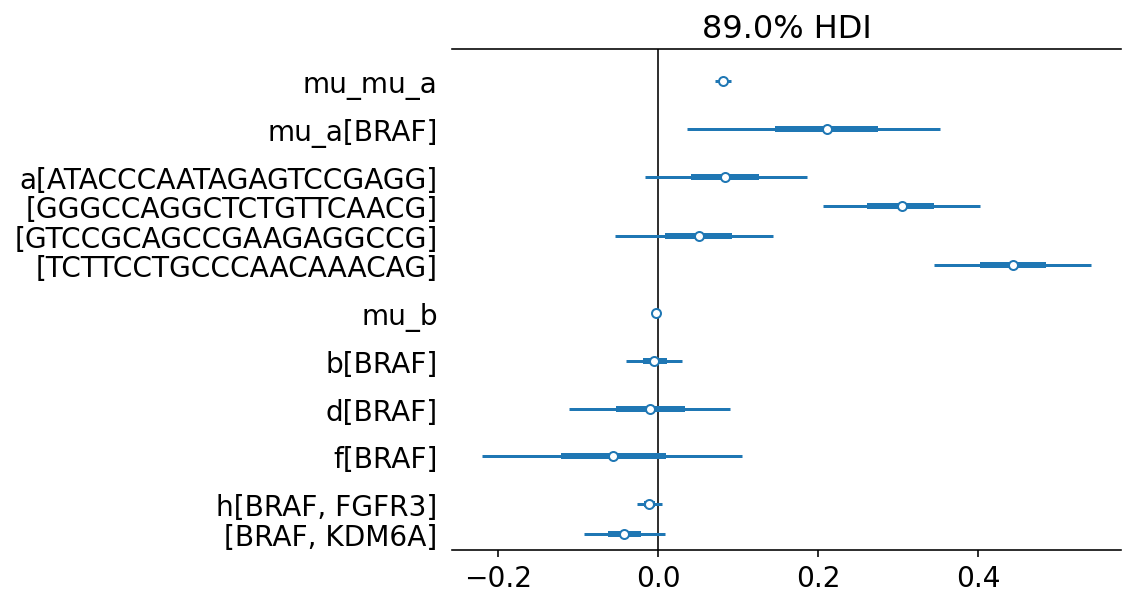 89.0% HDI
mu_mu_a
mu_a[BRAF]
a[ATACCCAATAGAGTCCGAGG]
[GGGCCAGGCTCTGTTCAACG]
[GTCCGCAGCCGAAGAGGCCG]
[TCTTCCTGCCCAACAAACAG]
mu_b
b[BRAF]
d[BRAF]
f[BRAF]
h[BRAF, FGFR3]
[BRAF, KDM6A]
−0.2 0.0 0.2 0.4